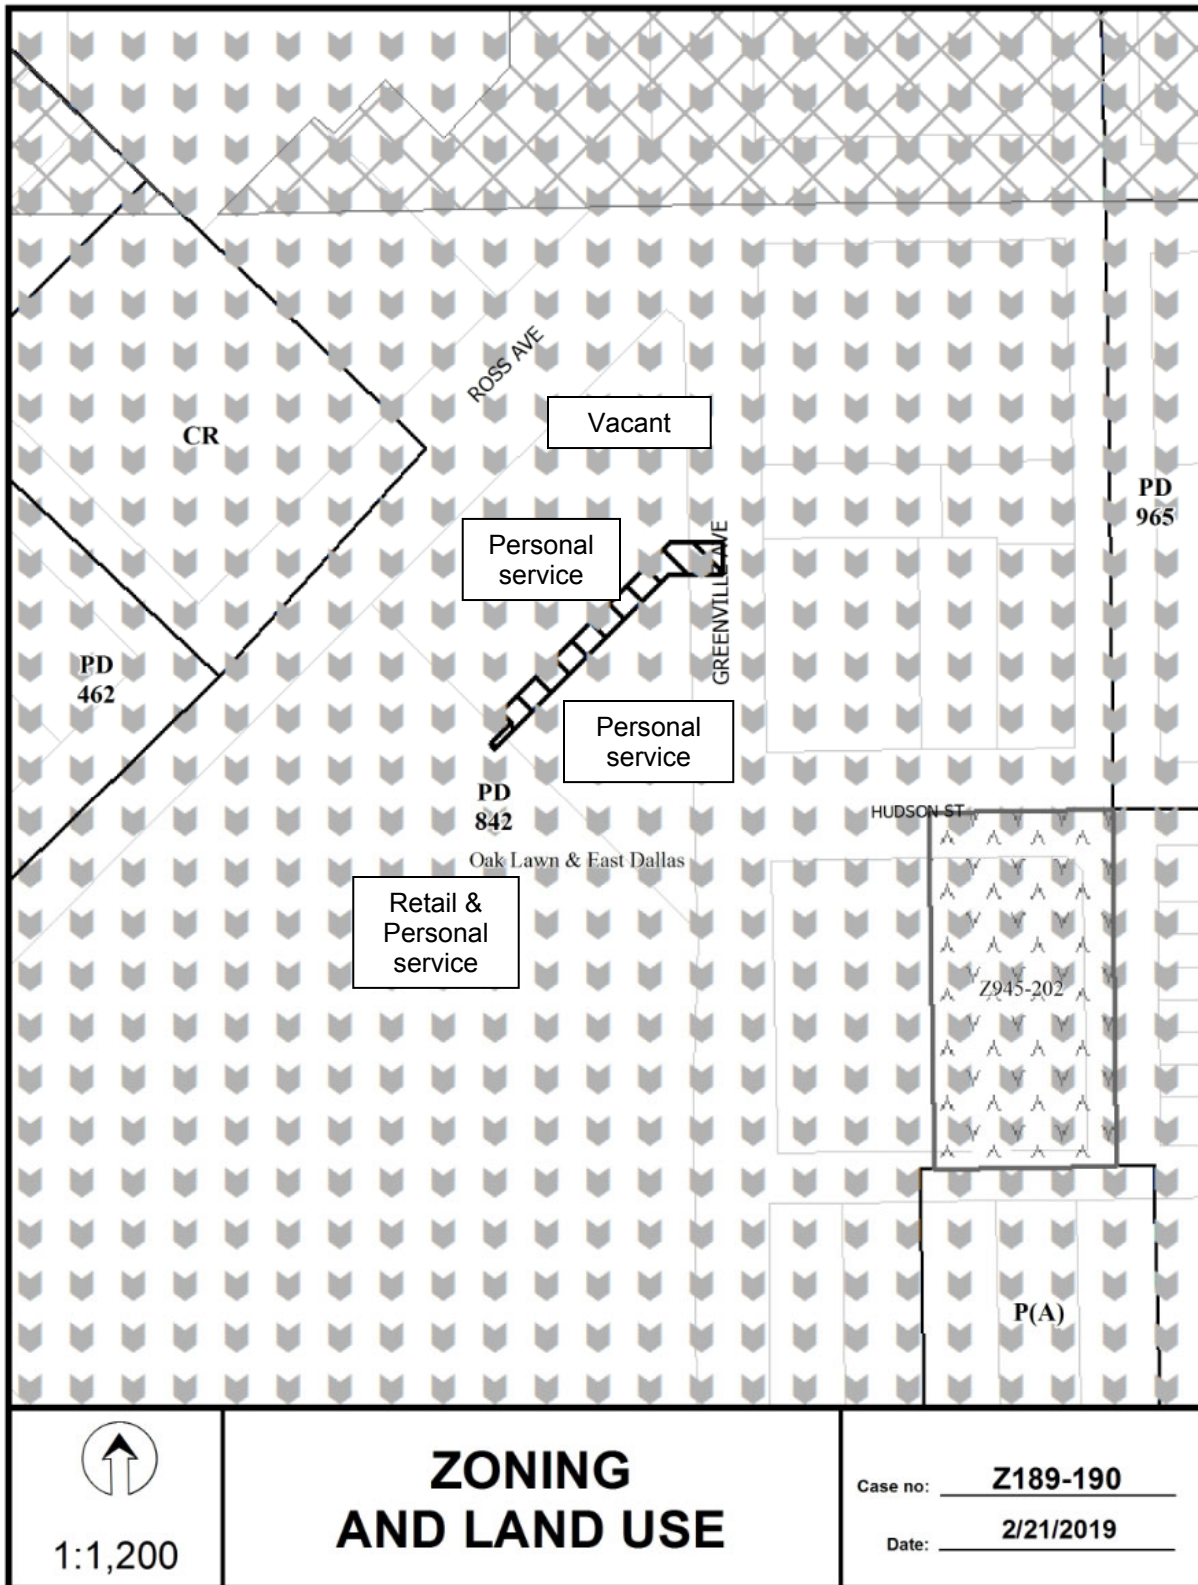 ROSS AVE
Vacant
CR
PD
965
Personal
service
GREENVILLE AVE
PD
462
Personal
service
PD
842
HUDSON ST
Oak Lawn & East Dallas
Retail &
Personal
service
Z945-202
P(A)
1:1,200
ZONING
AND LAND USE
Case no: Z189-190
Date: 2/21/2019